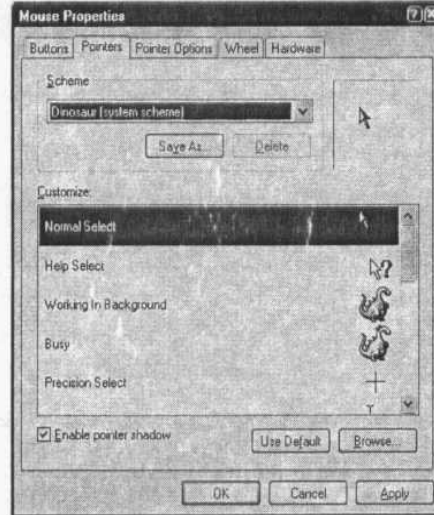 Mouse Properties
Buttons Pointers Pointer Options Wheel Hardware
Scheme
Dinosaur (system scheme)
Save As... Delete
Customize:
Normal Select
Help Select
Working In Background
Busy
Precision Select
Enable pointer shadow
Use Default Browse...
OK Cancel Apply